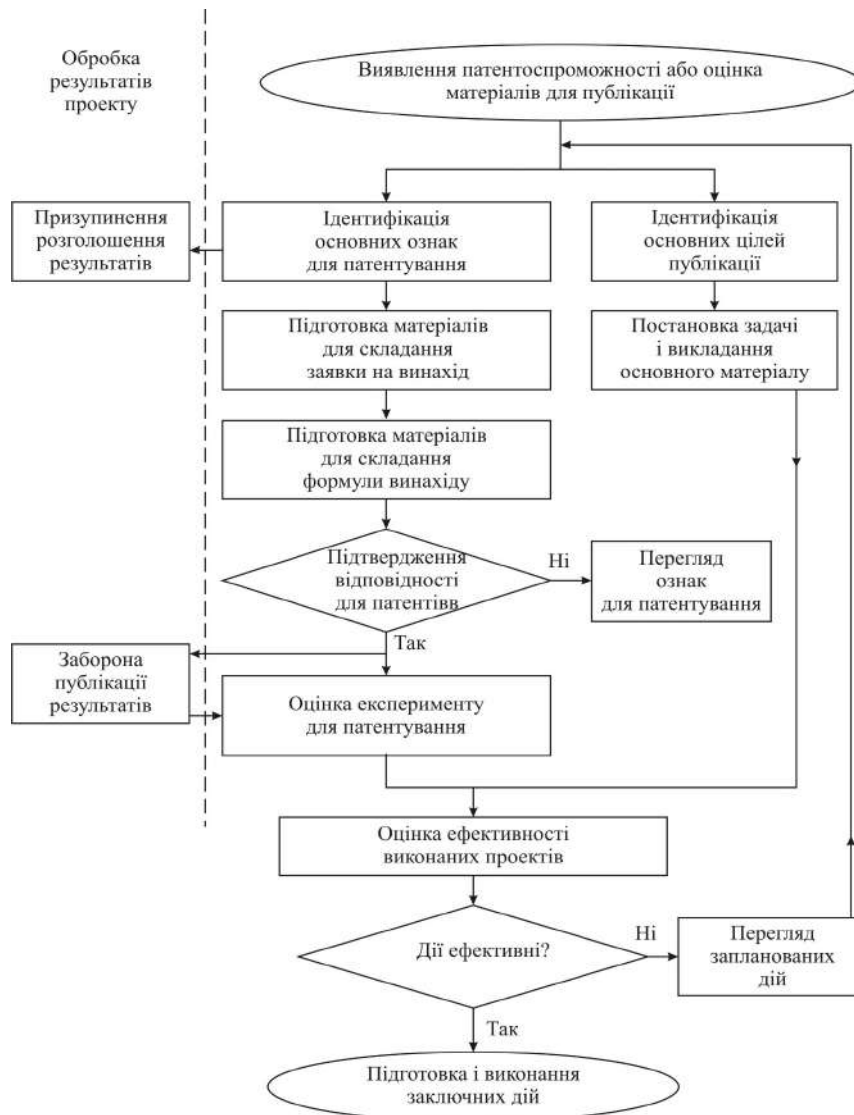 Обробка
результатів
проекту
Виявлення патентоспроможності або оцінка
матеріалів для публікації
Призупинення
розголошення
результатів
Ідентифікація
основних ознак
для патентування
Ідентифікація
основних цілей
публікації
Підготовка матеріалів
для складання
заявки на винахід
Постановка задачі
і викладання
основного матеріалу
Підготовка матеріалів
для складання
формули винахіду
Підтвердження
відповідності
для патентівв
Ні
Перегляд
ознак
для патентування
Так
Заборона
публікації
результатів
Оцінка експерименту
для патентування
Оцінка ефективності
виконаних проектів
Дії ефективні?
Ні
Перегляд
запланованих
дій
Так
Підготовка і виконання
заключних дій